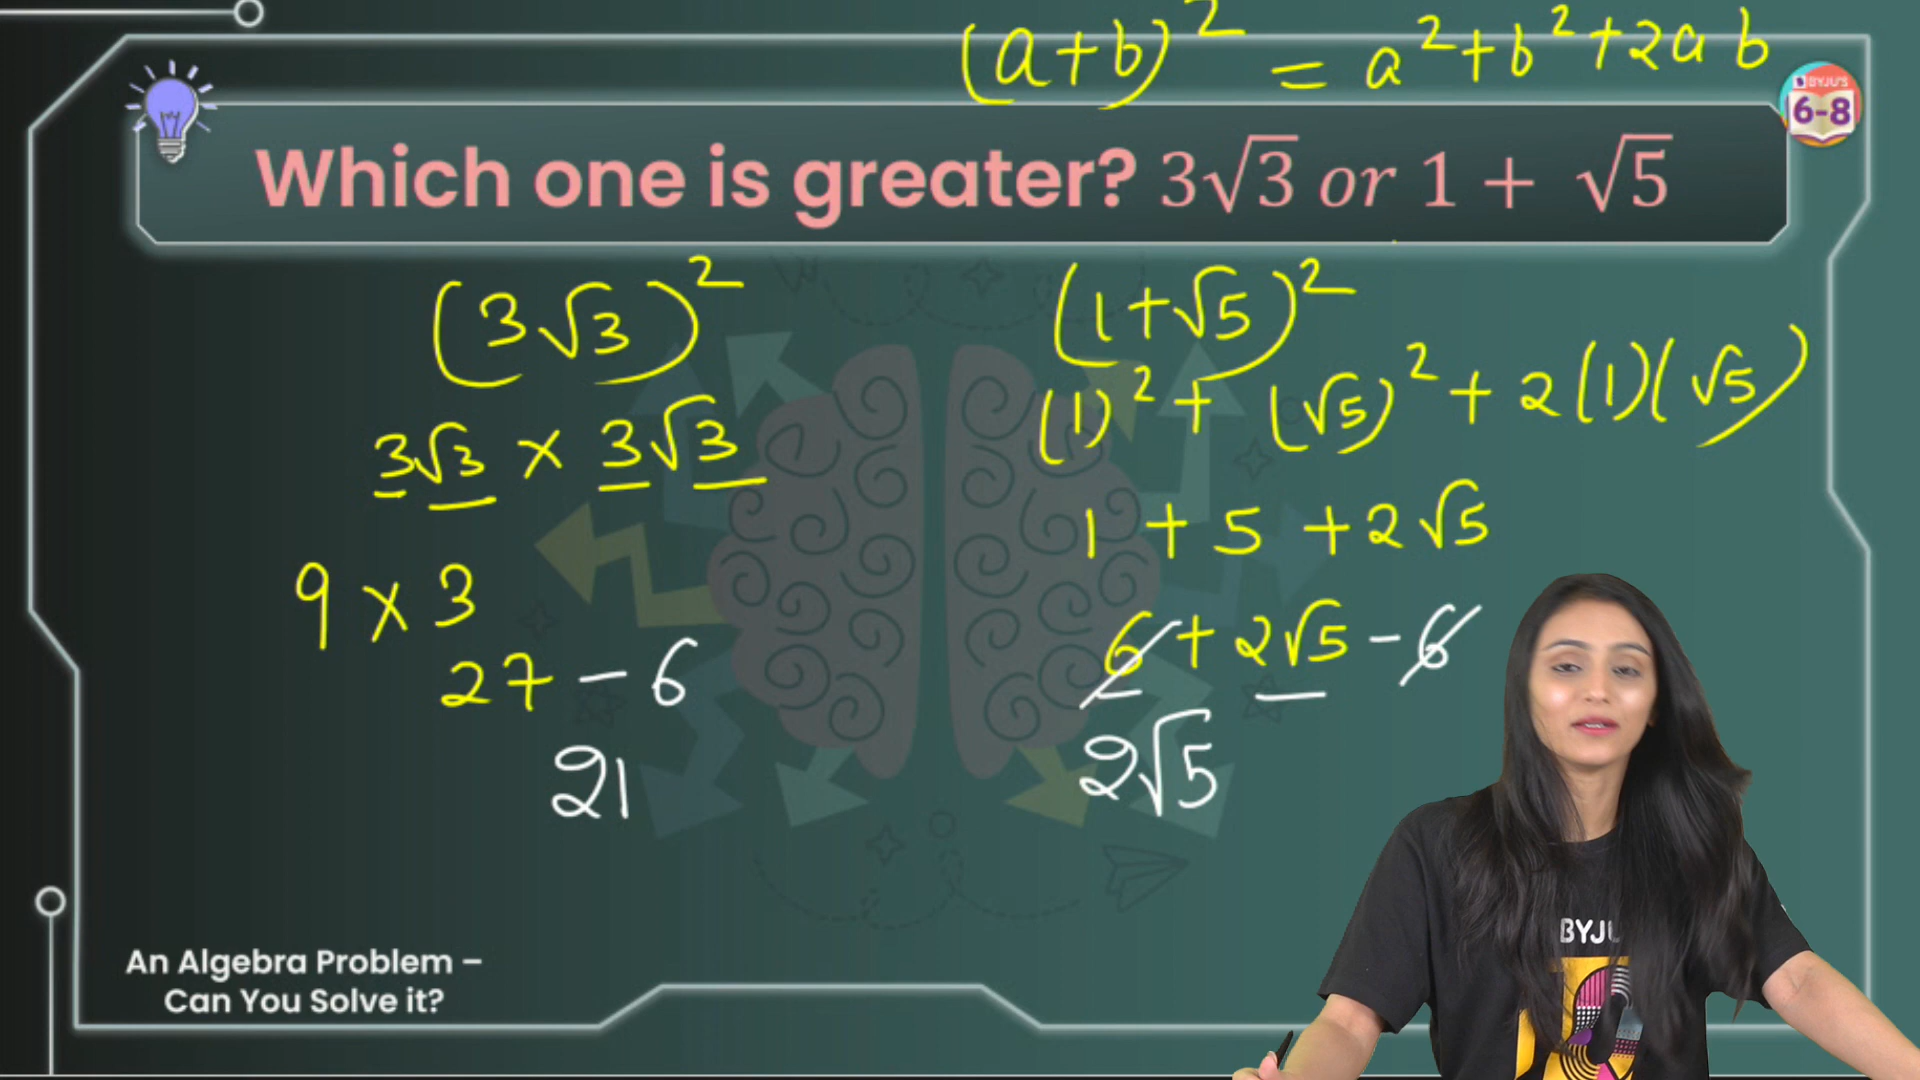 (a+b)² = a²+b²+2ab
BYJU'S
6-8
Which one is greater? 3√3 or 1 + √5
(3√3)²
(1+√5)²
3√3 × 3√3
(1)² + (√5)² + 2(1)(√5)
1 + 5 + 2√5
9 × 3
27 - 6
6 + 2√5 - 6
21
2√5
BYJU
An Algebra Problem –
Can You Solve it?